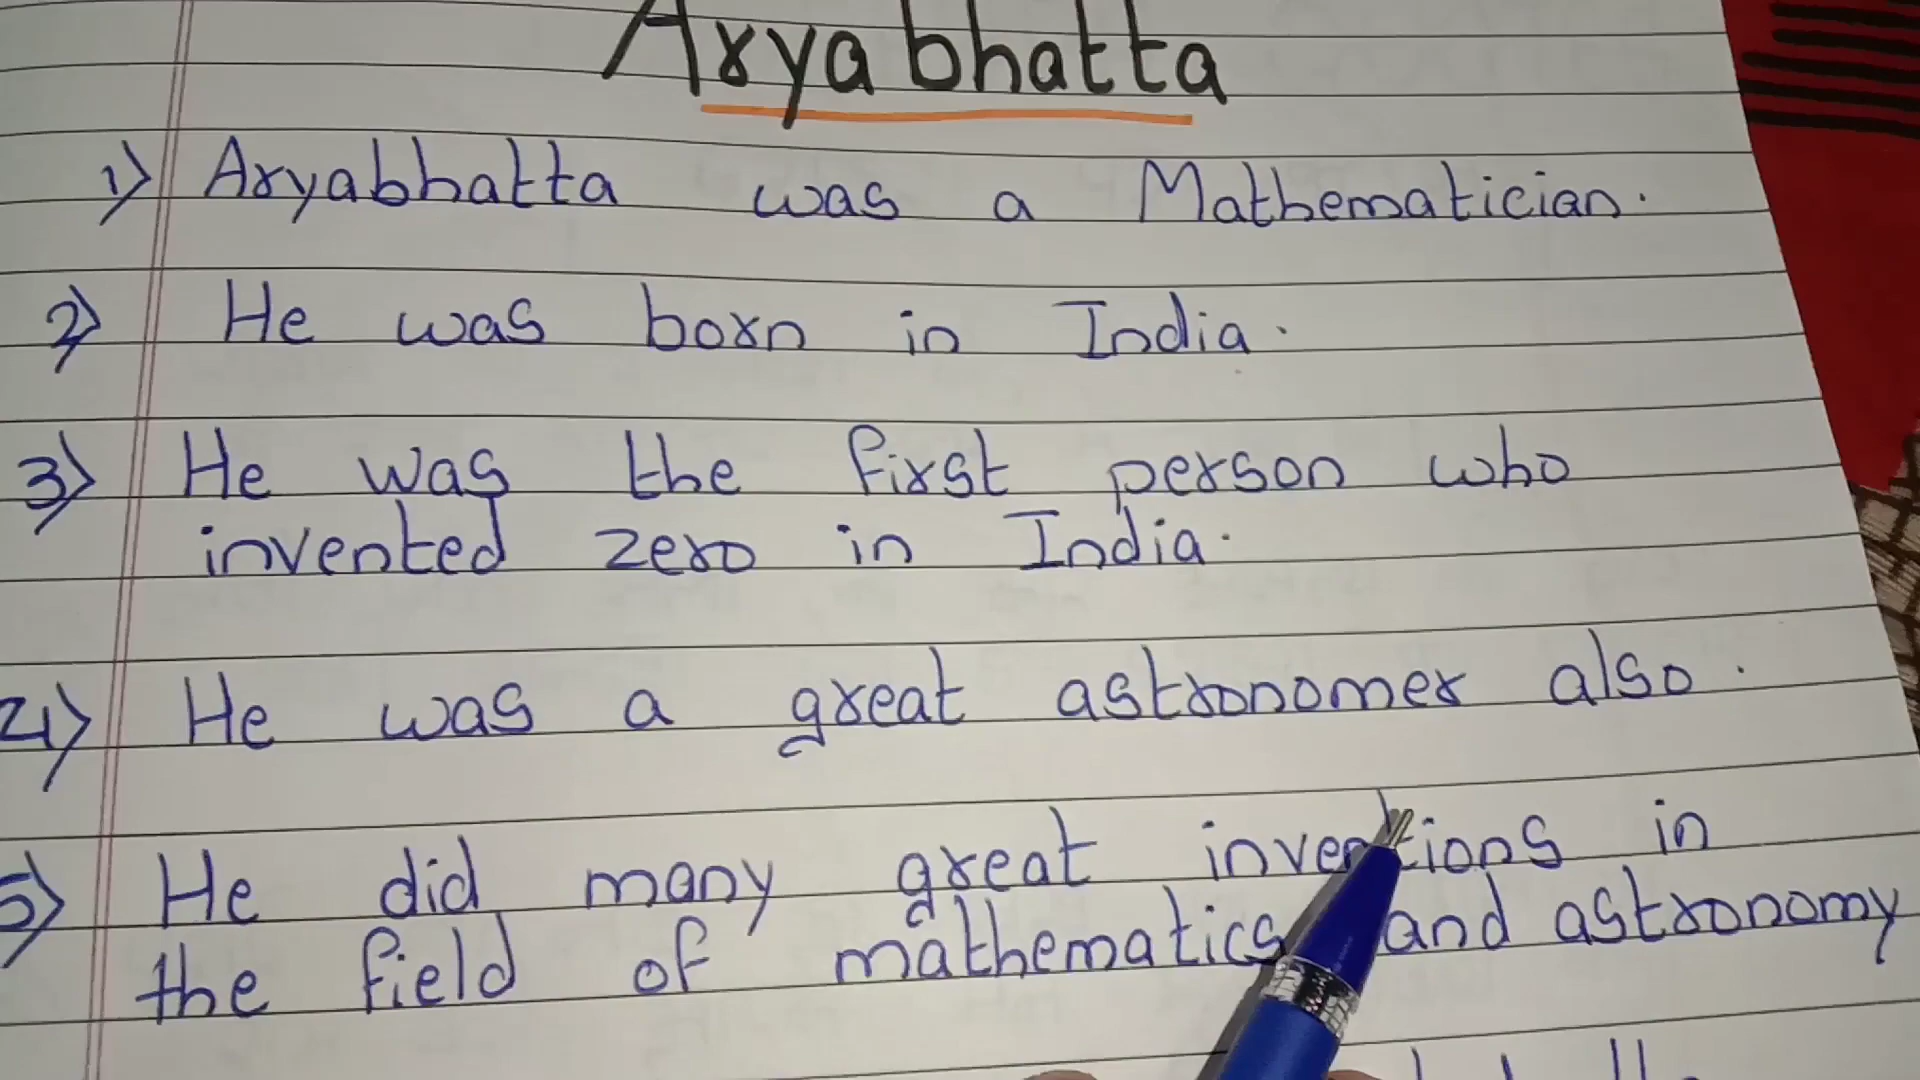 Aryabhatta
1) Aryabhatta was a Mathematician.
2) He was born in India.
3) He was the first person who
invented zero in India.
4) He was a great astronomer also.
5) He did many great inventions in
the field of mathematics and astronomy